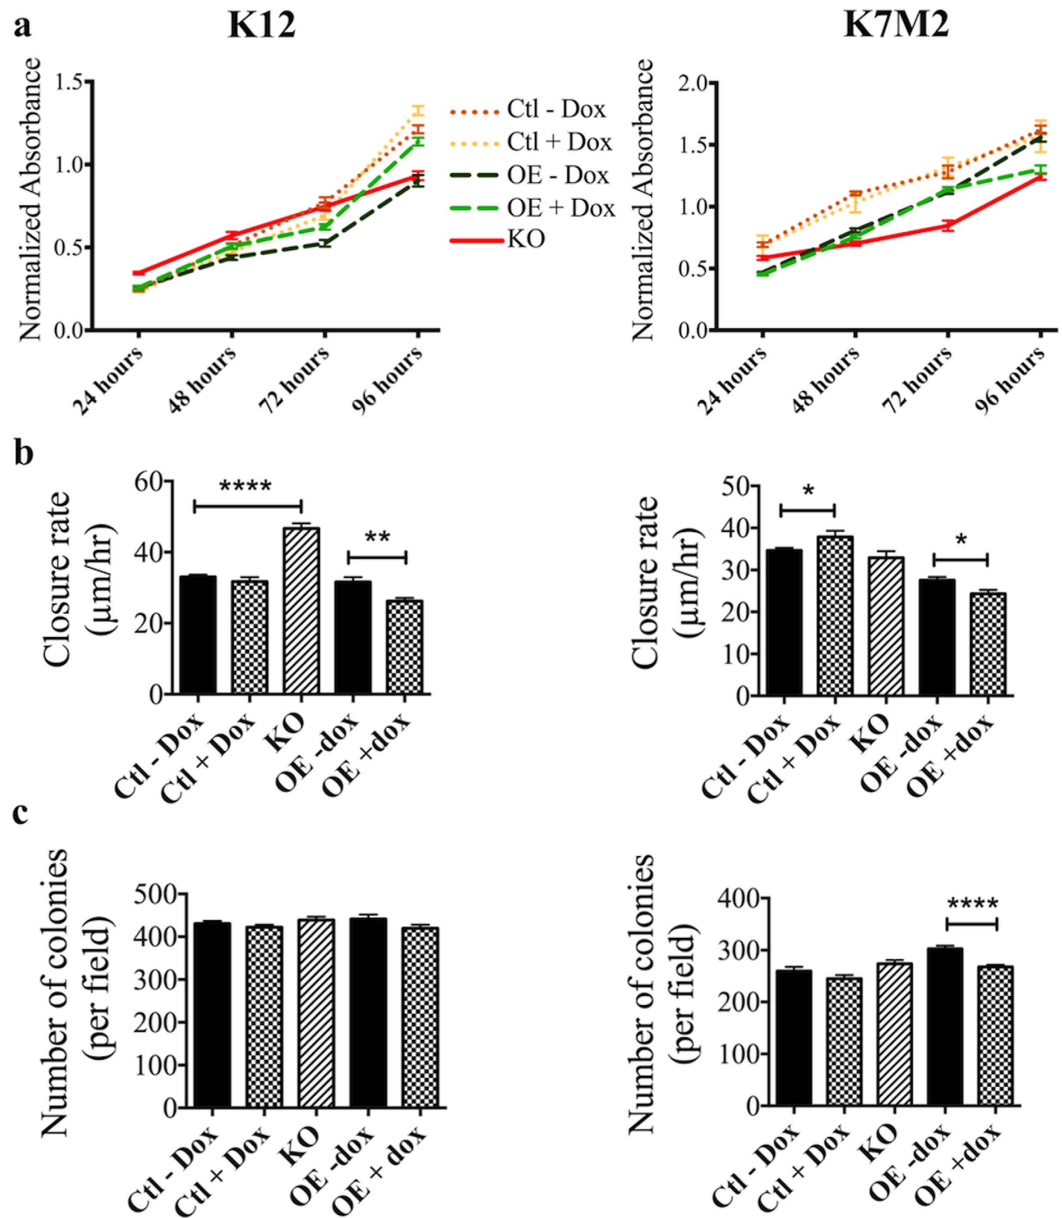 a
K12
K7M2
Normalized Absorbance
1.5
1.0
0.5
0.0
24 hours
48 hours
72 hours
96 hours
Ctl - Dox
Ctl + Dox
OE - Dox
OE + Dox
KO
Normalized Absorbance
2.0
1.5
1.0
0.5
0.0
24 hours
48 hours
72 hours
96 hours
b
Closure rate
(µm/hr)
60
40
20
0
****
**
Ctl - Dox
Ctl + Dox
KO
OE -dox
OE +dox
Closure rate
(µm/hr)
50
40
30
20
10
0
*
*
Ctl - Dox
Ctl + Dox
KO
OE -dox
OE +dox
c
Number of colonies
(per field)
500
400
300
200
100
0
Ctl - Dox
Ctl + Dox
KO
OE -dox
OE + dox
Number of colonies
(per field)
400
300
200
100
0
****
Ctl - Dox
Ctl + Dox
KO
OE -dox
OE +dox